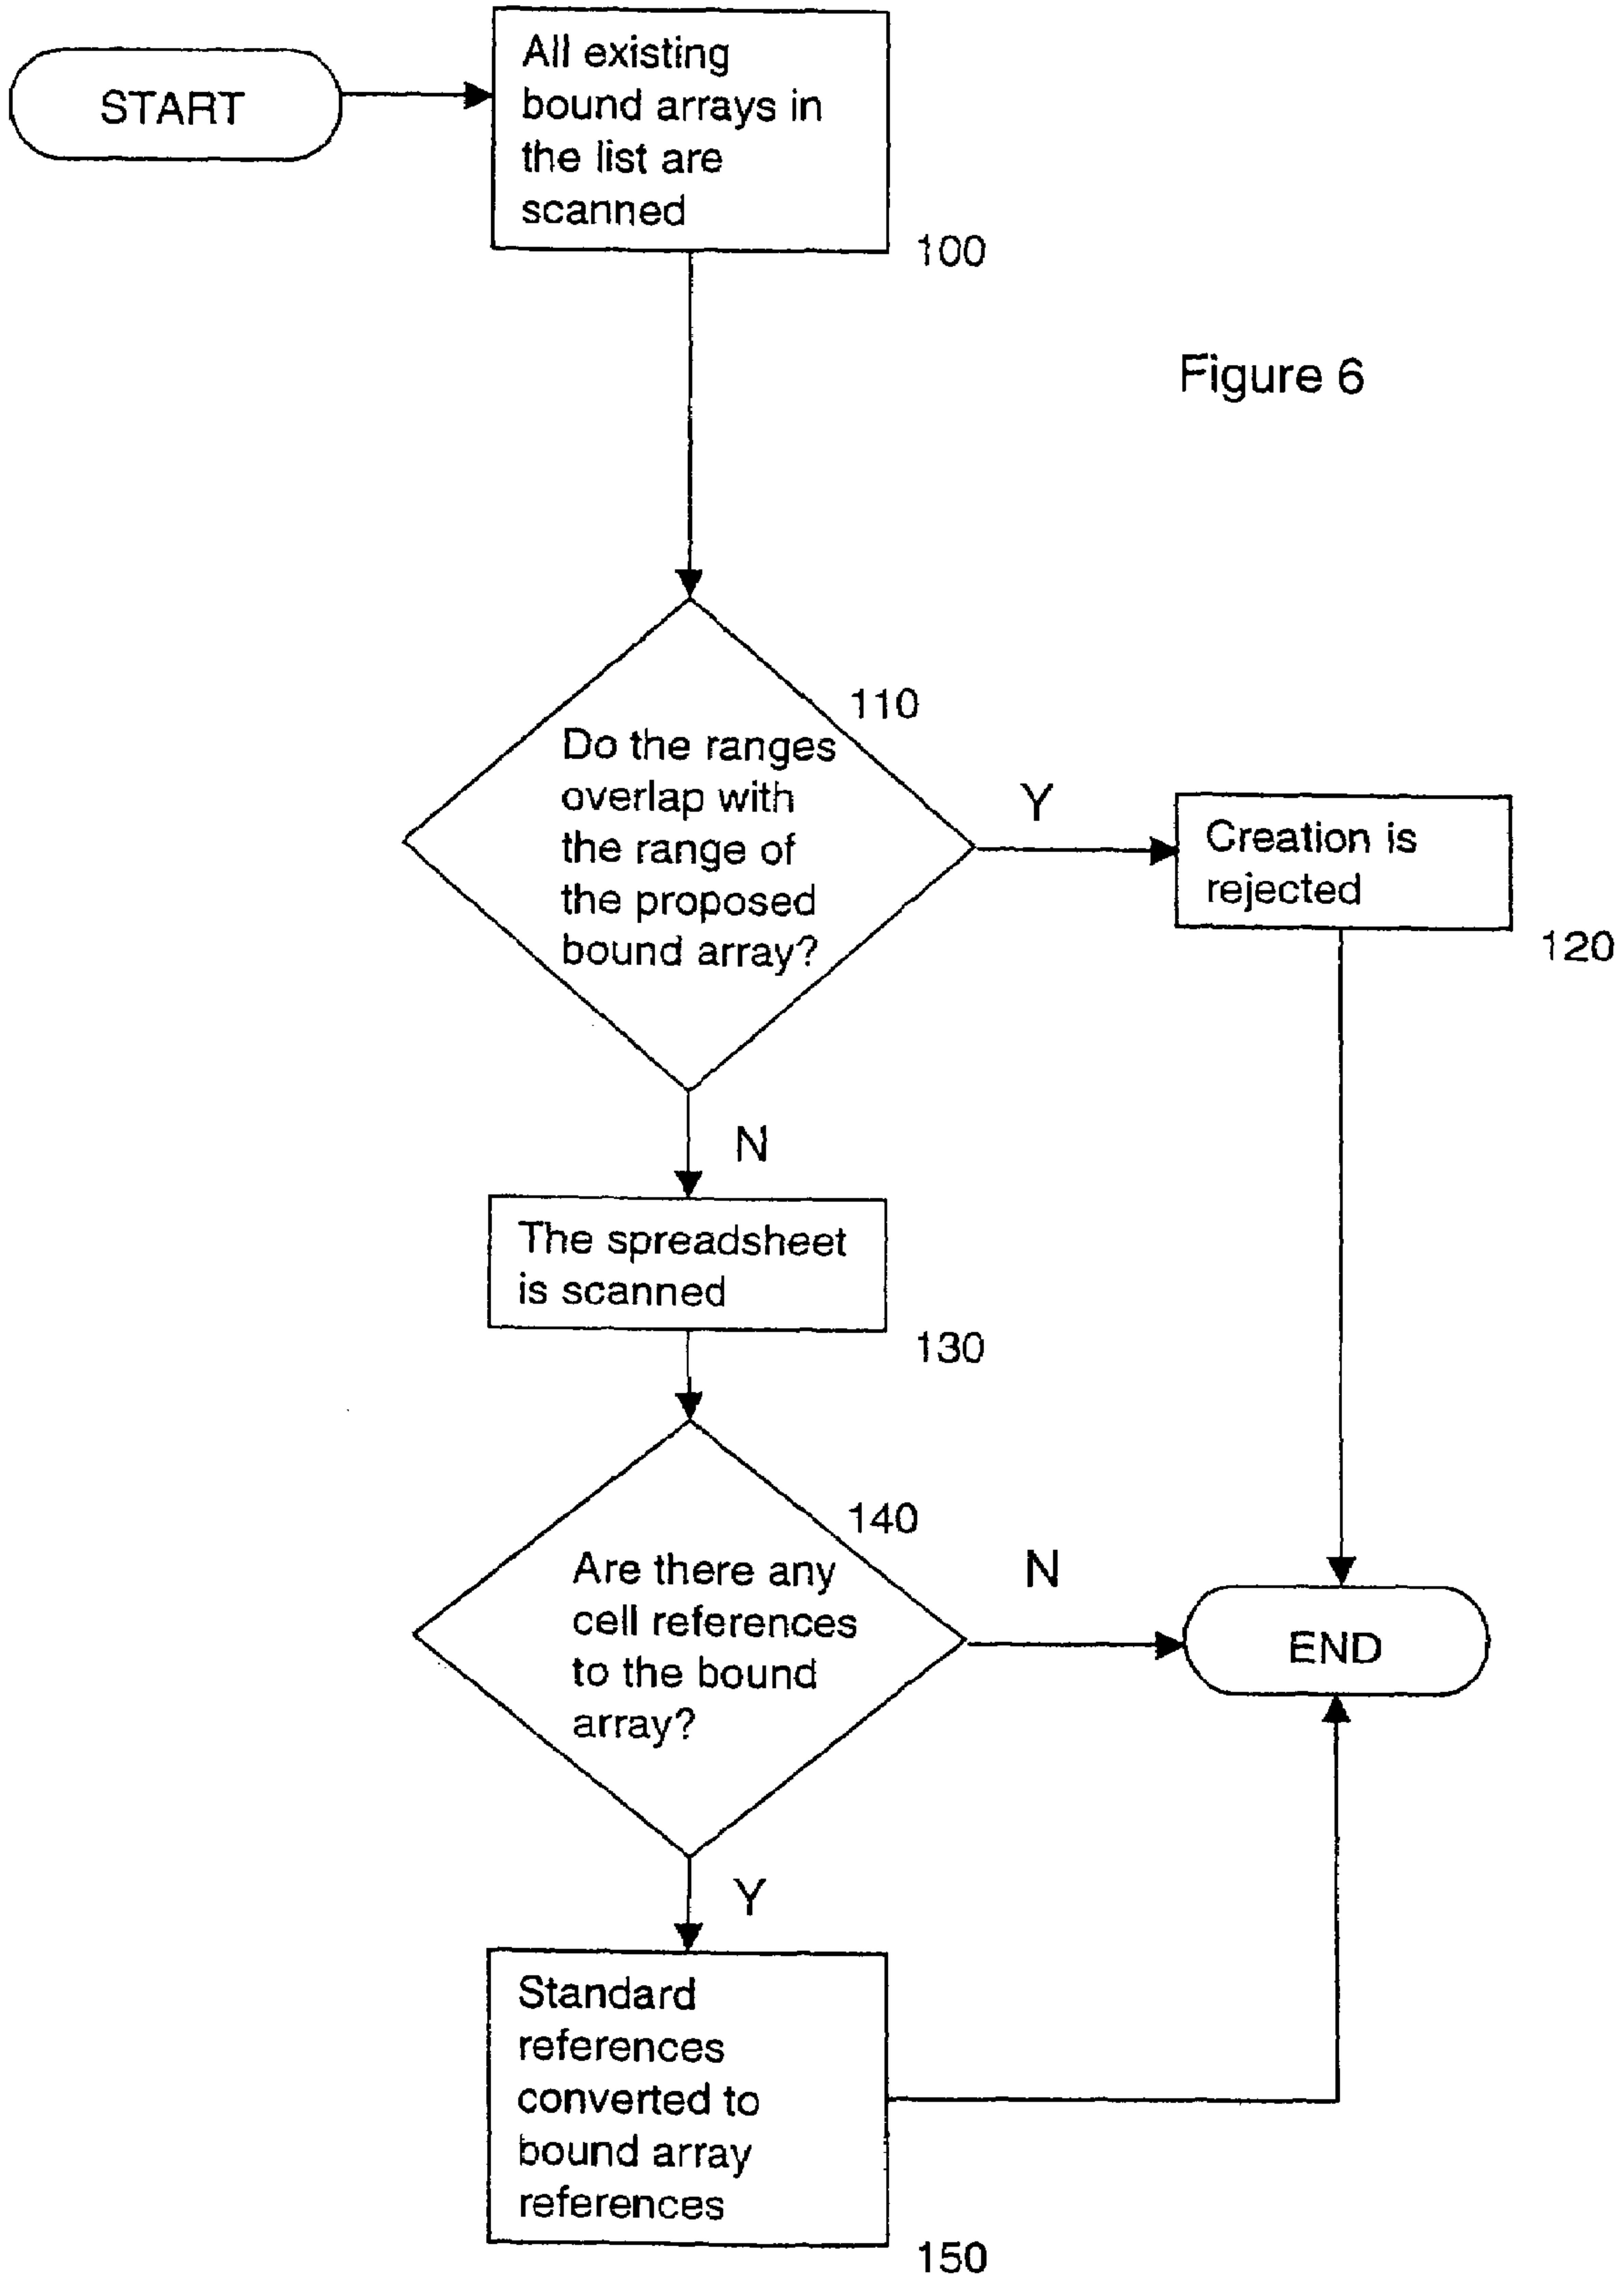 START
All existing
bound arrays in
the list are
scanned
100
Figure 6
110
Do the ranges
overlap with
the range of
the proposed
bound array?
Y
Creation is
rejected
120
N
The spreadsheet
is scanned
130
140
Are there any
cell references
to the bound
array?
N
END
Y
Standard
references
converted to
bound array
references
150